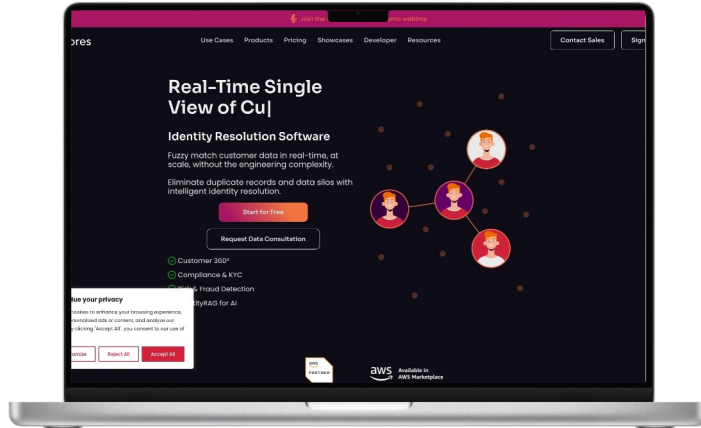 Join the
emo webinar
ores
Use Cases Products Pricing Showcases Developer Resources
Contact Sales
Sign
Real-Time Single
View of Cu|
Identity Resolution Software
Fuzzy match customer data in real-time, at
scale, without the engineering complexity.
Eliminate duplicate records and data silos with
intelligent identity resolution.
Start for Free
Request Data Consultation
Customer 360°
Compliance & KYC
& Fraud Detection
tityRAG for AI
lue your privacy
cookies to enhance your browsing experience,
ersonalized ads or content, and analyze our
y clicking "Accept All", you consent to our use of
omize
Reject All
Accept All
aws
PARTNER
aws Available in
AWS Marketplace